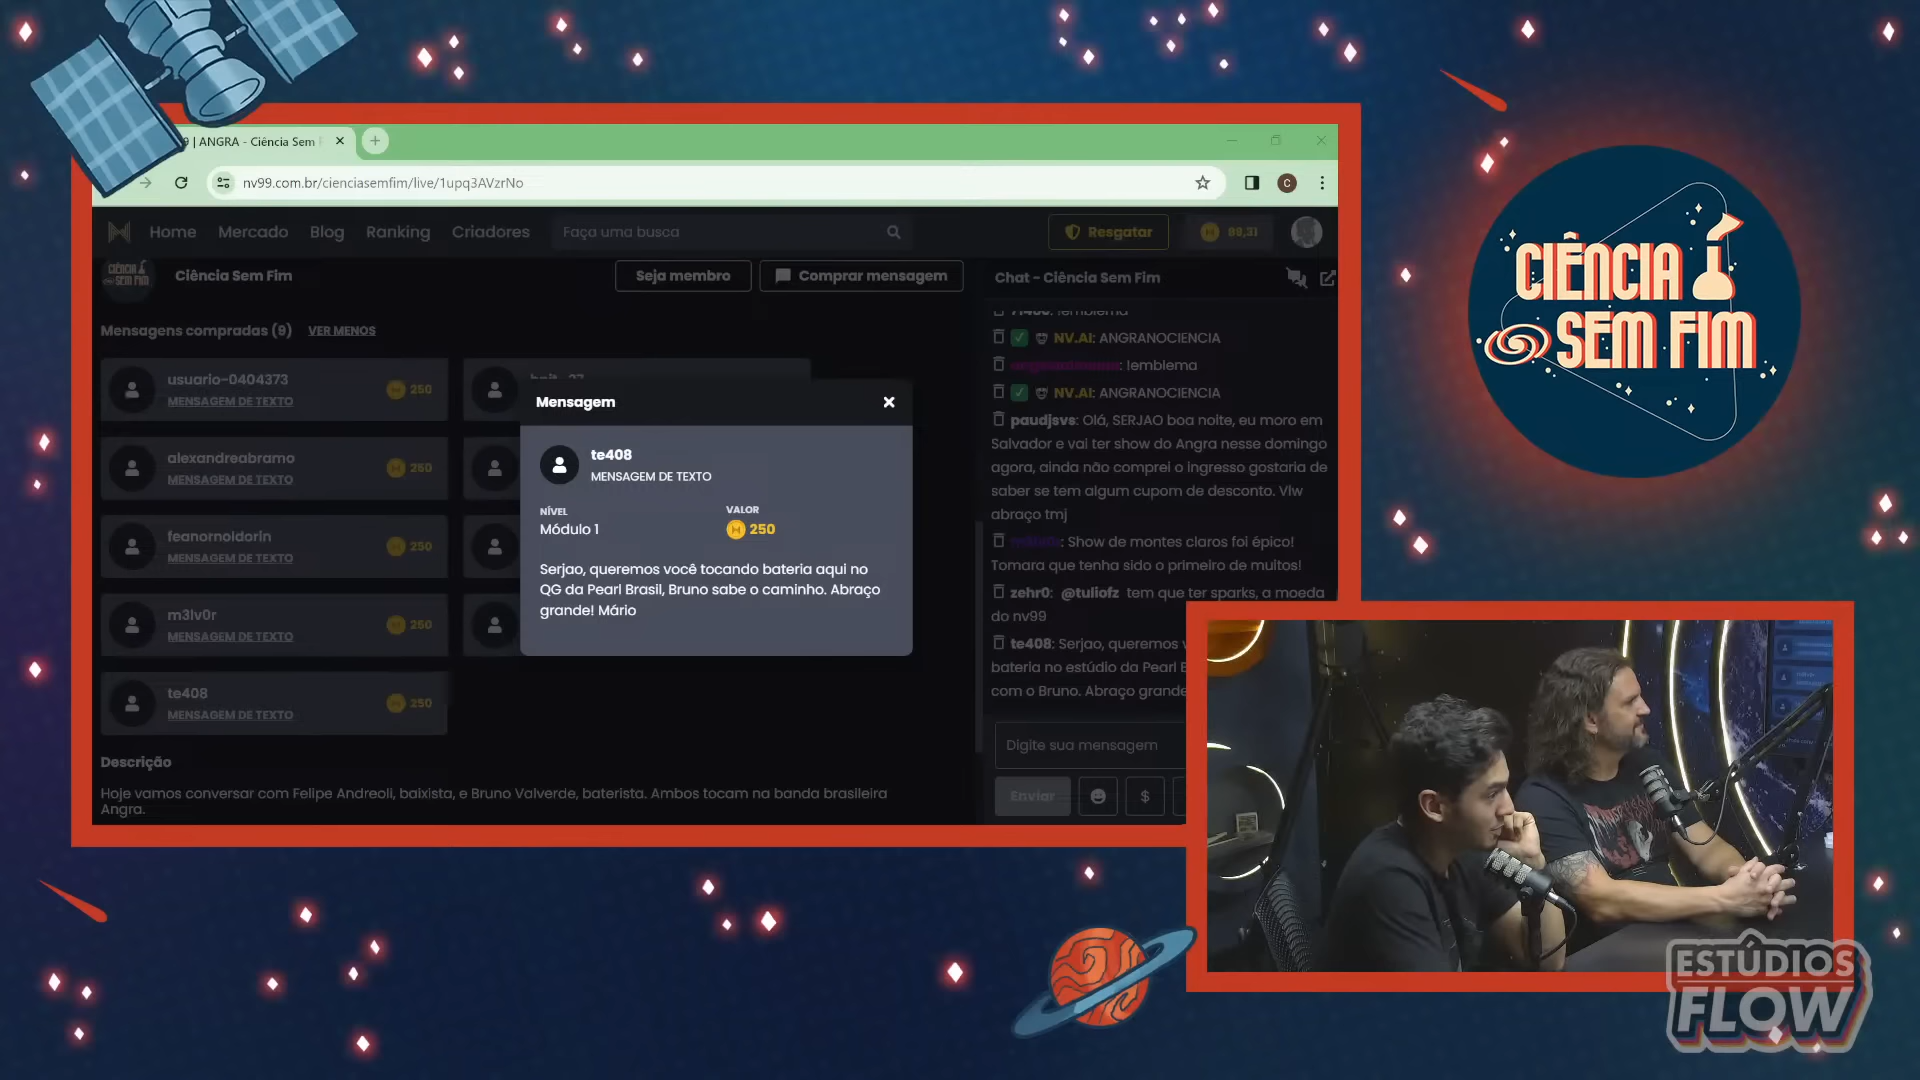 9 | ANGRA - Ciência Sem
nv99.com.br/cienciasemfim/live/1upq3AVzrNo
C
Home Mercado Blog Ranking Criadores
Faça uma busca
Resgatar
89,31
CIÊNCIA SEM FIM
Ciência Sem Fim
Seja membro
Comprar mensagem
Mensagens compradas (9) VER MENOS
usuario-0404373
MENSAGEM DE TEXTO
250
alexandreabramo
MENSAGEM DE TEXTO
250
feanornoldorin
MENSAGEM DE TEXTO
250
m3lv0r
MENSAGEM DE TEXTO
250
te408
MENSAGEM DE TEXTO
250
Mensagem
te408
MENSAGEM DE TEXTO
NÍVEL
Módulo 1
VALOR
250
Serjao, queremos você tocando bateria aqui no
QG da Pearl Brasil, Bruno sabe o caminho. Abraço
grande! Mário
Descrição
Hoje vamos conversar com Felipe Andreoli, baixista, e Bruno Valverde, baterista. Ambos tocam na banda brasileira
Angra.
Chat - Ciência Sem Fim
!emblema
NV.AI: ANGRANOCIENCIA
: !emblema
NV.AI: ANGRANOCIENCIA
paudjsvs: Olá, SERJAO boa noite, eu moro em
Salvador e vai ter show do Angra nesse domingo
agora, ainda não comprei o ingresso gostaria de
saber se tem algum cupom de desconto. Vlw
abraço tmj
: Show de montes claros foi épico!
Tomara que tenha sido o primeiro de muitos!
zehr0: @tuliofz tem que ter sparks, a moeda
do nv99
te408: Serjao, queremos
bateria no estúdio da Pearl
com o Bruno. Abraço grande
Digite sua mensagem
Enviar
$
CIÊNCIA
SEM FIM
ESTÚDIOS
FLOW